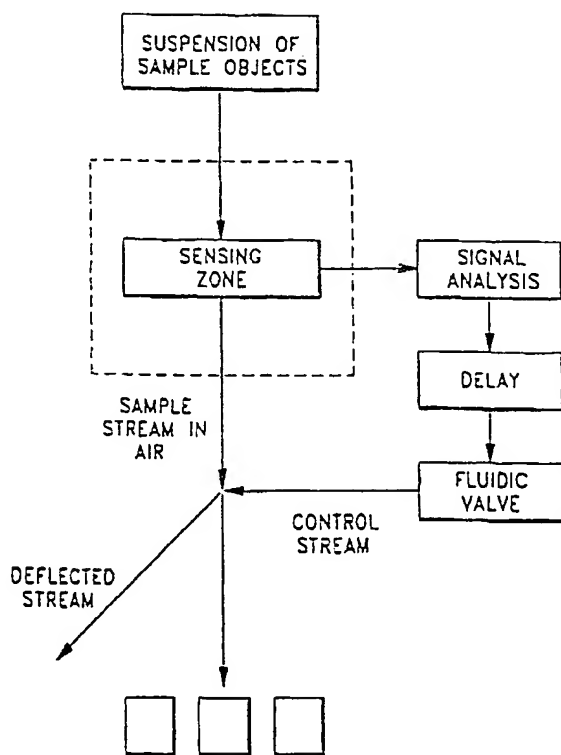 SUSPENSION OF
SAMPLE OBJECTS
SENSING
ZONE
SIGNAL
ANALYSIS
DELAY
SAMPLE
STREAM IN
AIR
FLUIDIC
VALVE
CONTROL
STREAM
DEFLECTED
STREAM